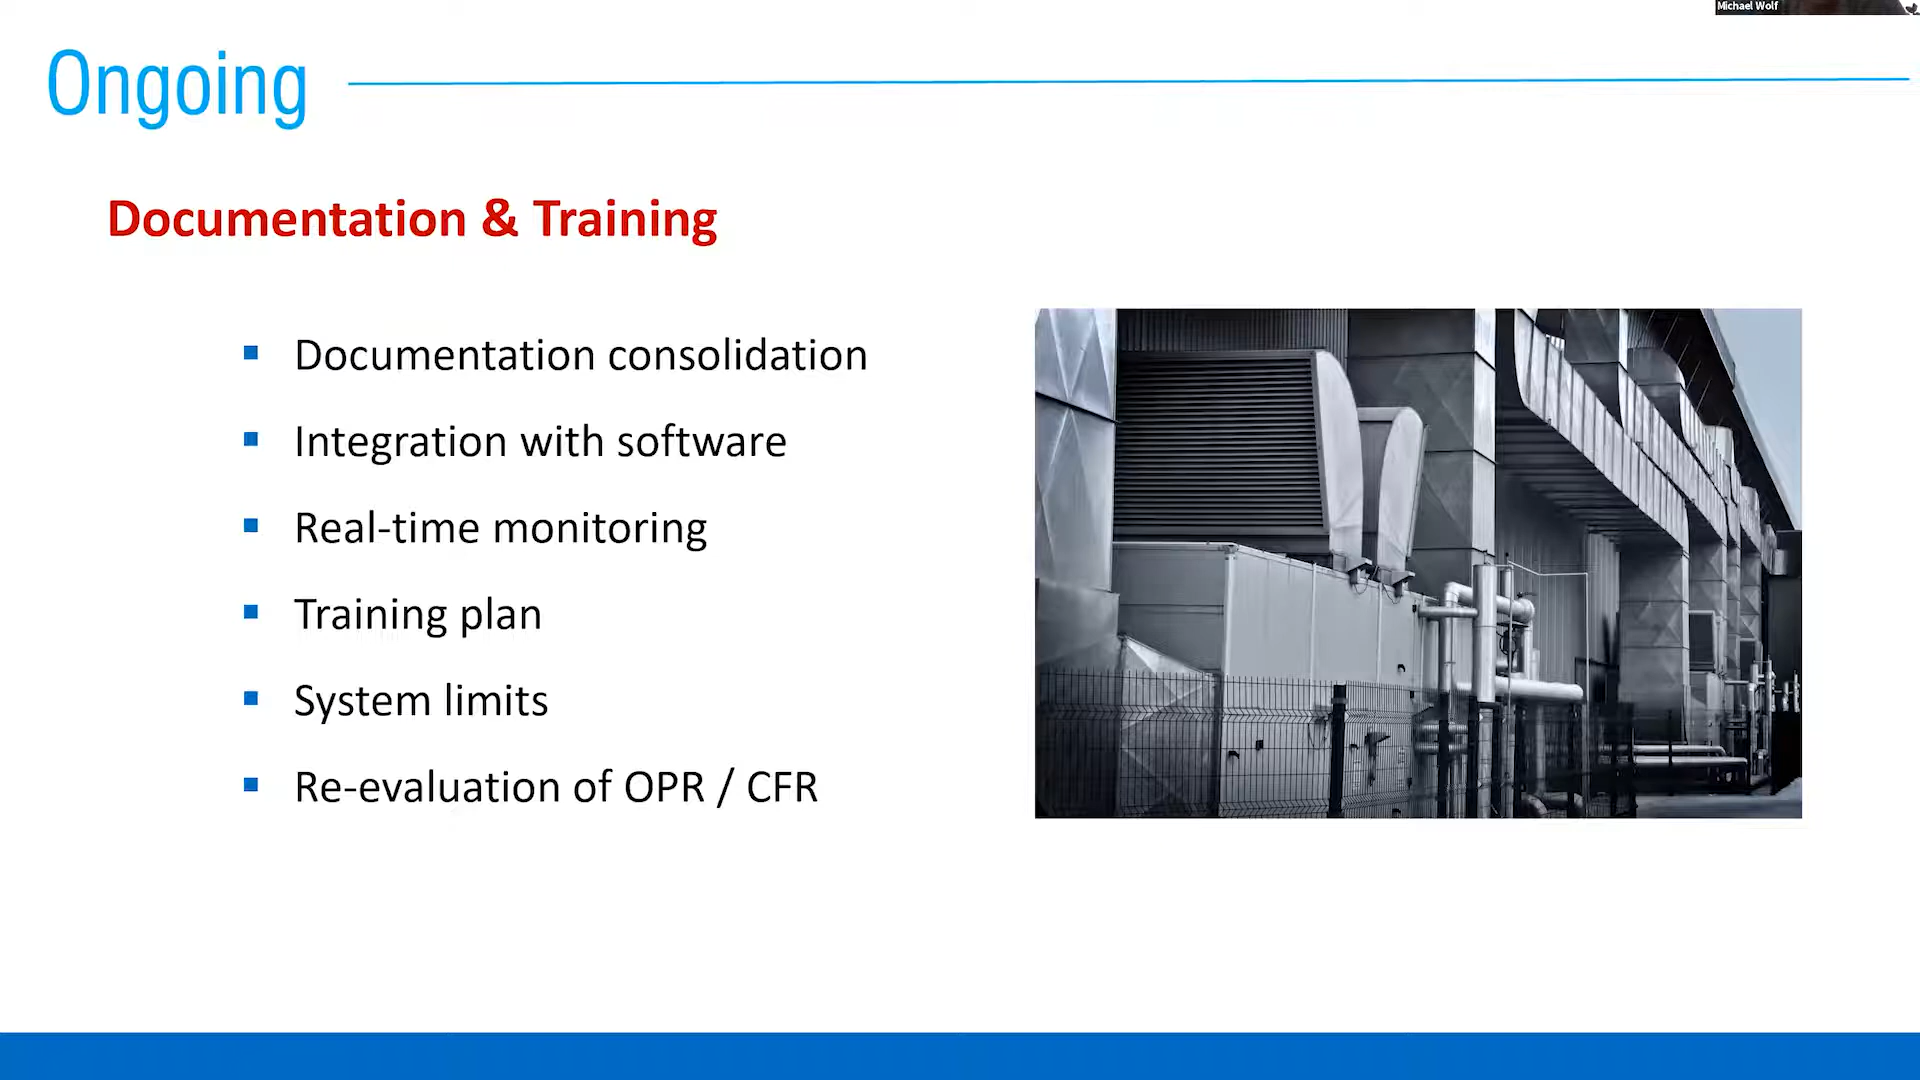 Michael Wolf
Ongoing
Documentation & Training
Documentation consolidation
Integration with software
Real-time monitoring
Training plan
System limits
Re-evaluation of OPR / CFR